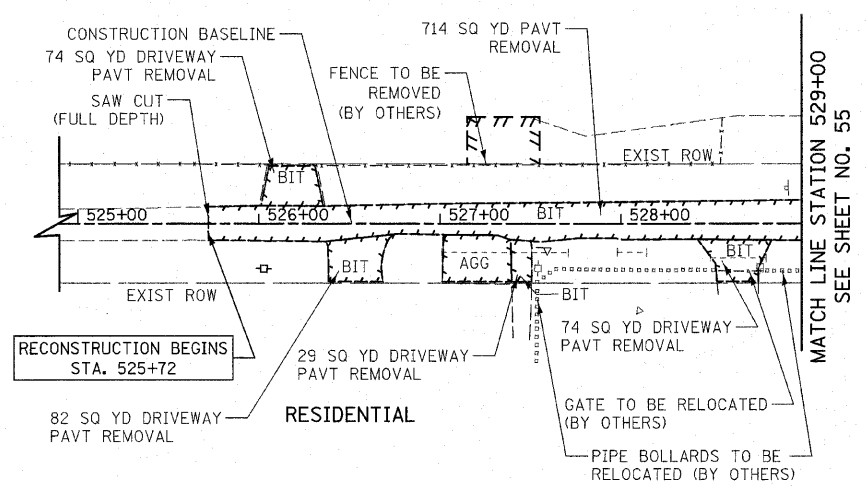 CONSTRUCTION BASELINE
74 SQ YD DRIVEWAY
PAVT REMOVAL
SAW CUT
(FULL DEPTH)
FENCE TO BE
REMOVED
(BY OTHERS)
714 SQ YD PAVT
REMOVAL
EXIST ROW
BIT
525+00
526+00
527+00
BIT
528+00
BIT
AGG
BIT
BIT
EXIST ROW
RECONSTRUCTION BEGINS
STA. 525+72
29 SQ YD DRIVEWAY
PAVT REMOVAL
74 SQ YD DRIVEWAY
PAVT REMOVAL
82 SQ YD DRIVEWAY
PAVT REMOVAL
RESIDENTIAL
GATE TO BE RELOCATED
(BY OTHERS)
PIPE BOLLARDS TO BE
RELOCATED (BY OTHERS)
MATCH LINE STATION 529+00
SEE SHEET NO. 55